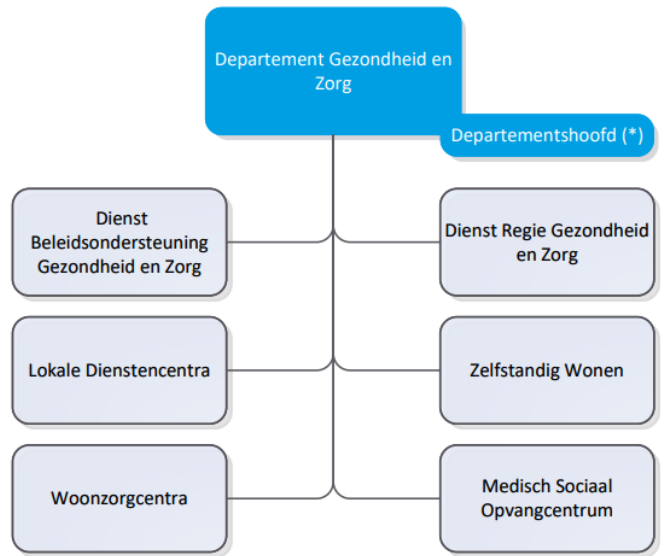 Departement Gezondheid en
Zorg
Departementshoofd (*)
Dienst
Beleidsondersteuning
Gezondheid en Zorg
Dienst Regie Gezondheid
en Zorg
Lokale Dienstencentra
Zelfstandig Wonen
Woonzorgcentra
Medisch Sociaal
Opvangcentrum